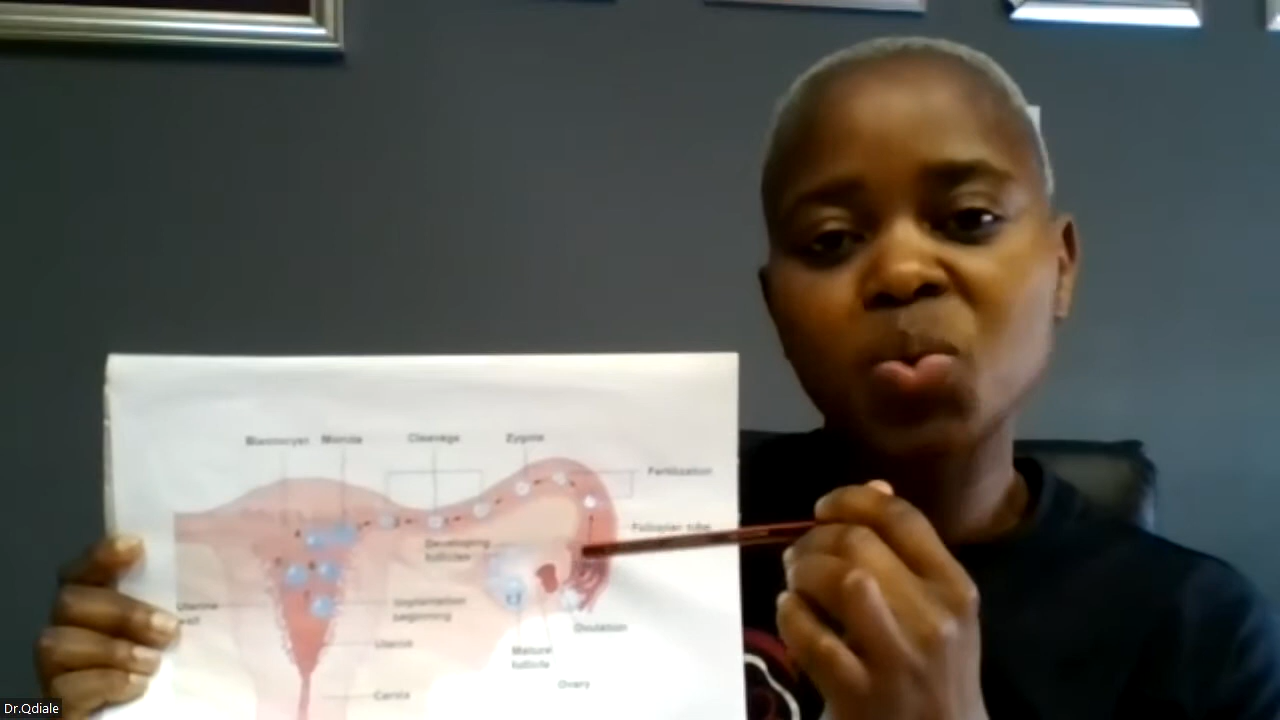 Blastocyst Morula Cleavage Zygote
Fertilization
Fallopian tube
Developing
follicles
Implantation
beginning
Uterine
wall
Ovulation
Uterus
Mature
follicle
Ovary
Cervix
Dr.Qdiale